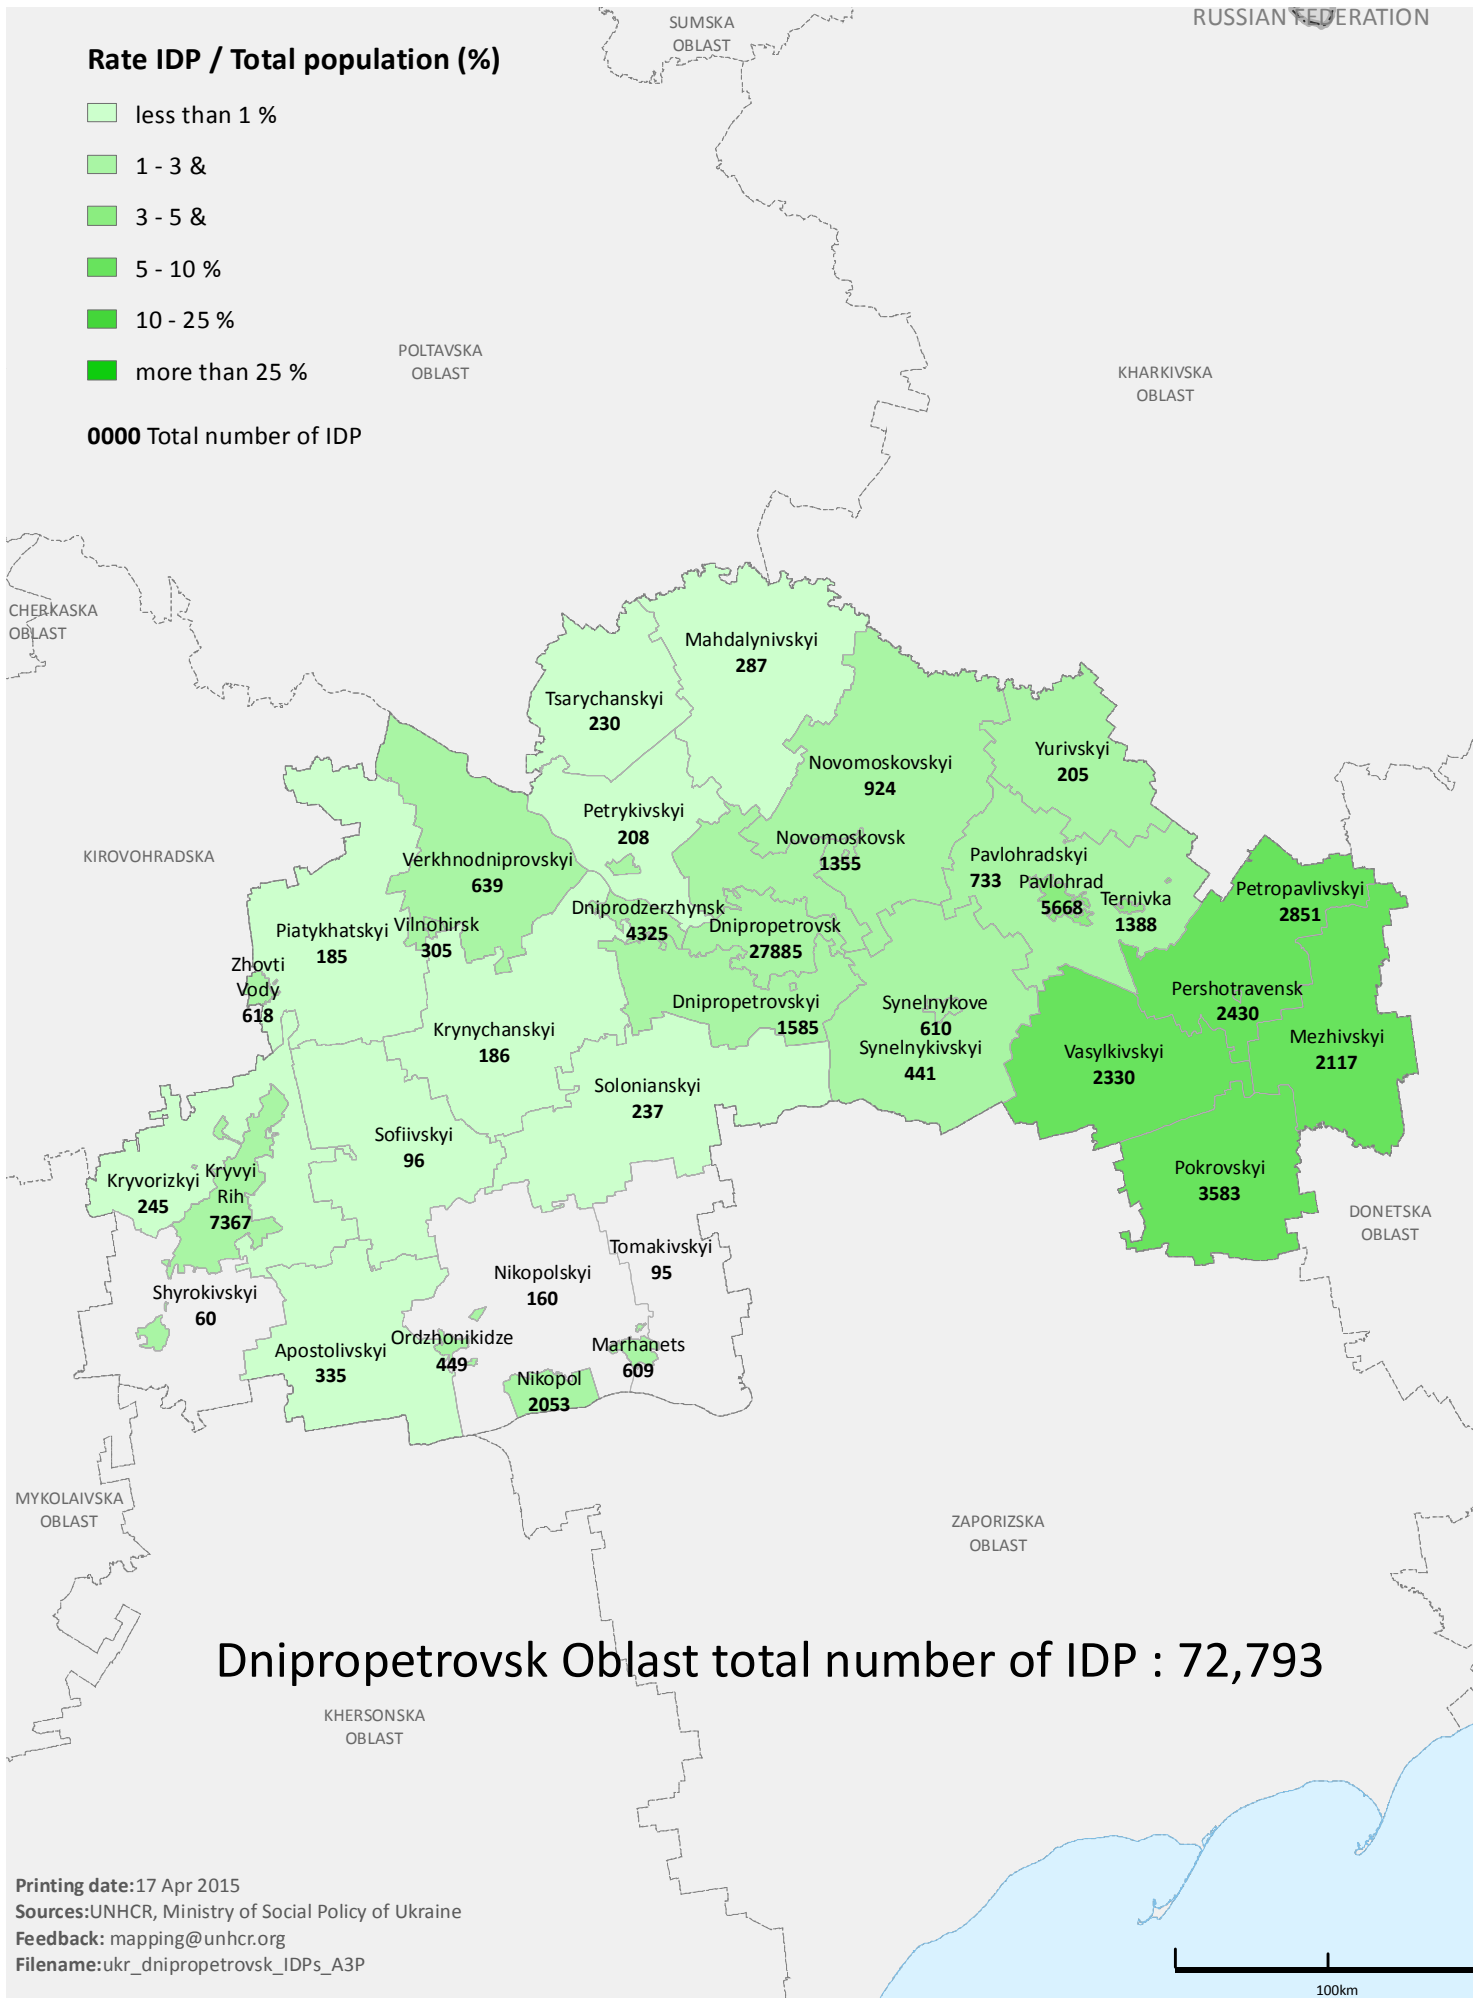 RUSSIAN FEDERATION
SUMSKA
OBLAST
Rate IDP / Total population (%)
less than 1 %
1 - 3 &
3 - 5 &
5 - 10 %
10 - 25 %
more than 25 %
0000 Total number of IDP
POLTAVSKA
OBLAST
KHARKIVSKA
OBLAST
CHERKASKA
OBLAST
KIROVOHRADSKA
Mahdalynivskyi
287
Tsarychanskyi
230
Yurivskyi
205
Novomoskovskyi
924
Petrykivskyi
208
Novomoskovsk
1355
Verkhnodniprovskyi
639
Pavlohradskyi
733
Pavlohrad
5668
Ternivka
1388
Petropavlivskyi
2851
Dniprodzerzhynsk
4325
Dnipropetrovsk
27885
Vilnohirsk
305
Piatykhatskyi
185
Zhovti
Vody
618
Pershotravensk
2430
Dnipropetrovskyi
1585
Synelnykove
610
Krynychanskyi
186
Synelnykivskyi
441
Vasylkivskyi
2330
Mezhivskyi
2117
Solonianskyi
237
Sofiivskyi
96
Kryvorizkyi
245
Kryvyi
Rih
7367
Pokrovskyi
3583
DONETSKA
OBLAST
Tomakivskyi
95
Nikopolskyi
160
Shyrokivskyi
60
Ordzhonikidze
449
Marhanets
609
Apostolivskyi
335
Nikopol
2053
MYKOLAIVSKA
OBLAST
ZAPORIZSKA
OBLAST
Dnipropetrovsk Oblast total number of IDP : 72,793
KHERSONSKA
OBLAST
Printing date:17 Apr 2015
Sources:UNHCR, Ministry of Social Policy of Ukraine
Feedback: mapping@unhcr.org
Filename:ukr_dnipropetrovsk_IDPs_A3P
100km